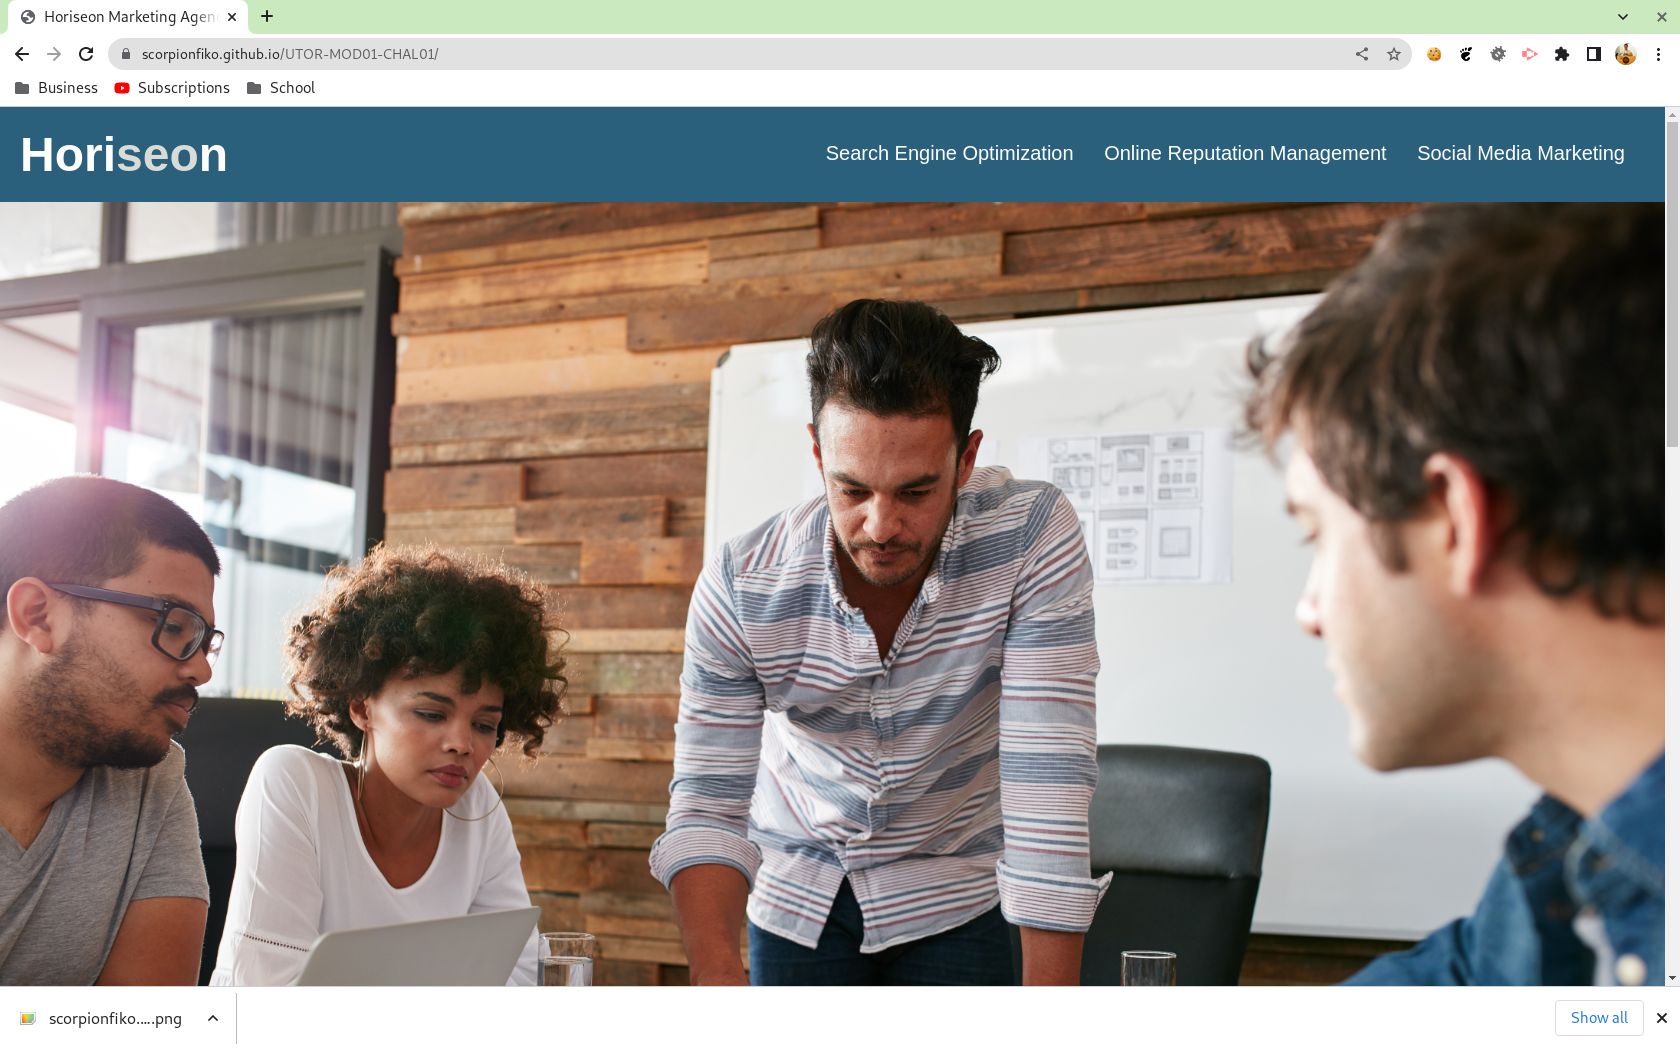 Horiseon Marketing Agen
scorpionfiko.github.io/UTOR-MOD01-CHAL01/
Business Subscriptions School
Horiseon
Search Engine Optimization Online Reputation Management Social Media Marketing
scorpionfiko.....png
Show all